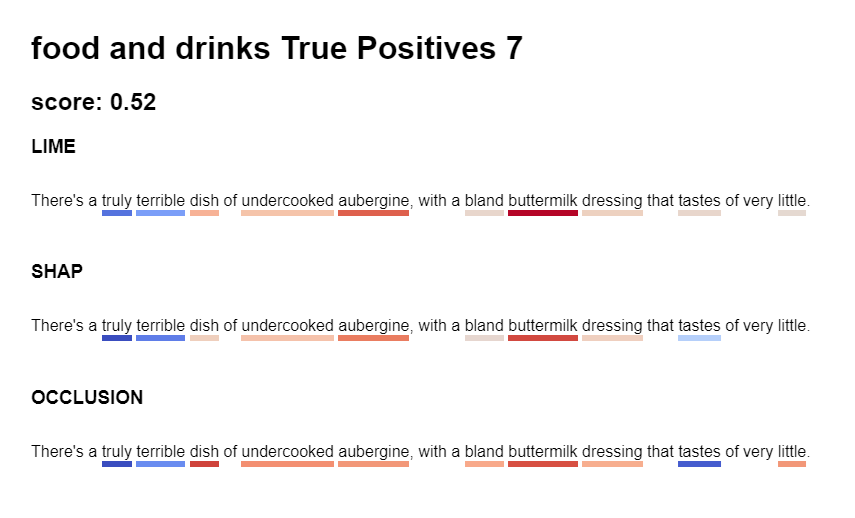 food and drinks True Positives 7
score: 0.52
LIME
There's a truly terrible dish of undercooked aubergine, with a bland buttermilk dressing that tastes of very little.
SHAP
There's a truly terrible dish of undercooked aubergine, with a bland buttermilk dressing that tastes of very little.
OCCLUSION
There's a truly terrible dish of undercooked aubergine, with a bland buttermilk dressing that tastes of very little.